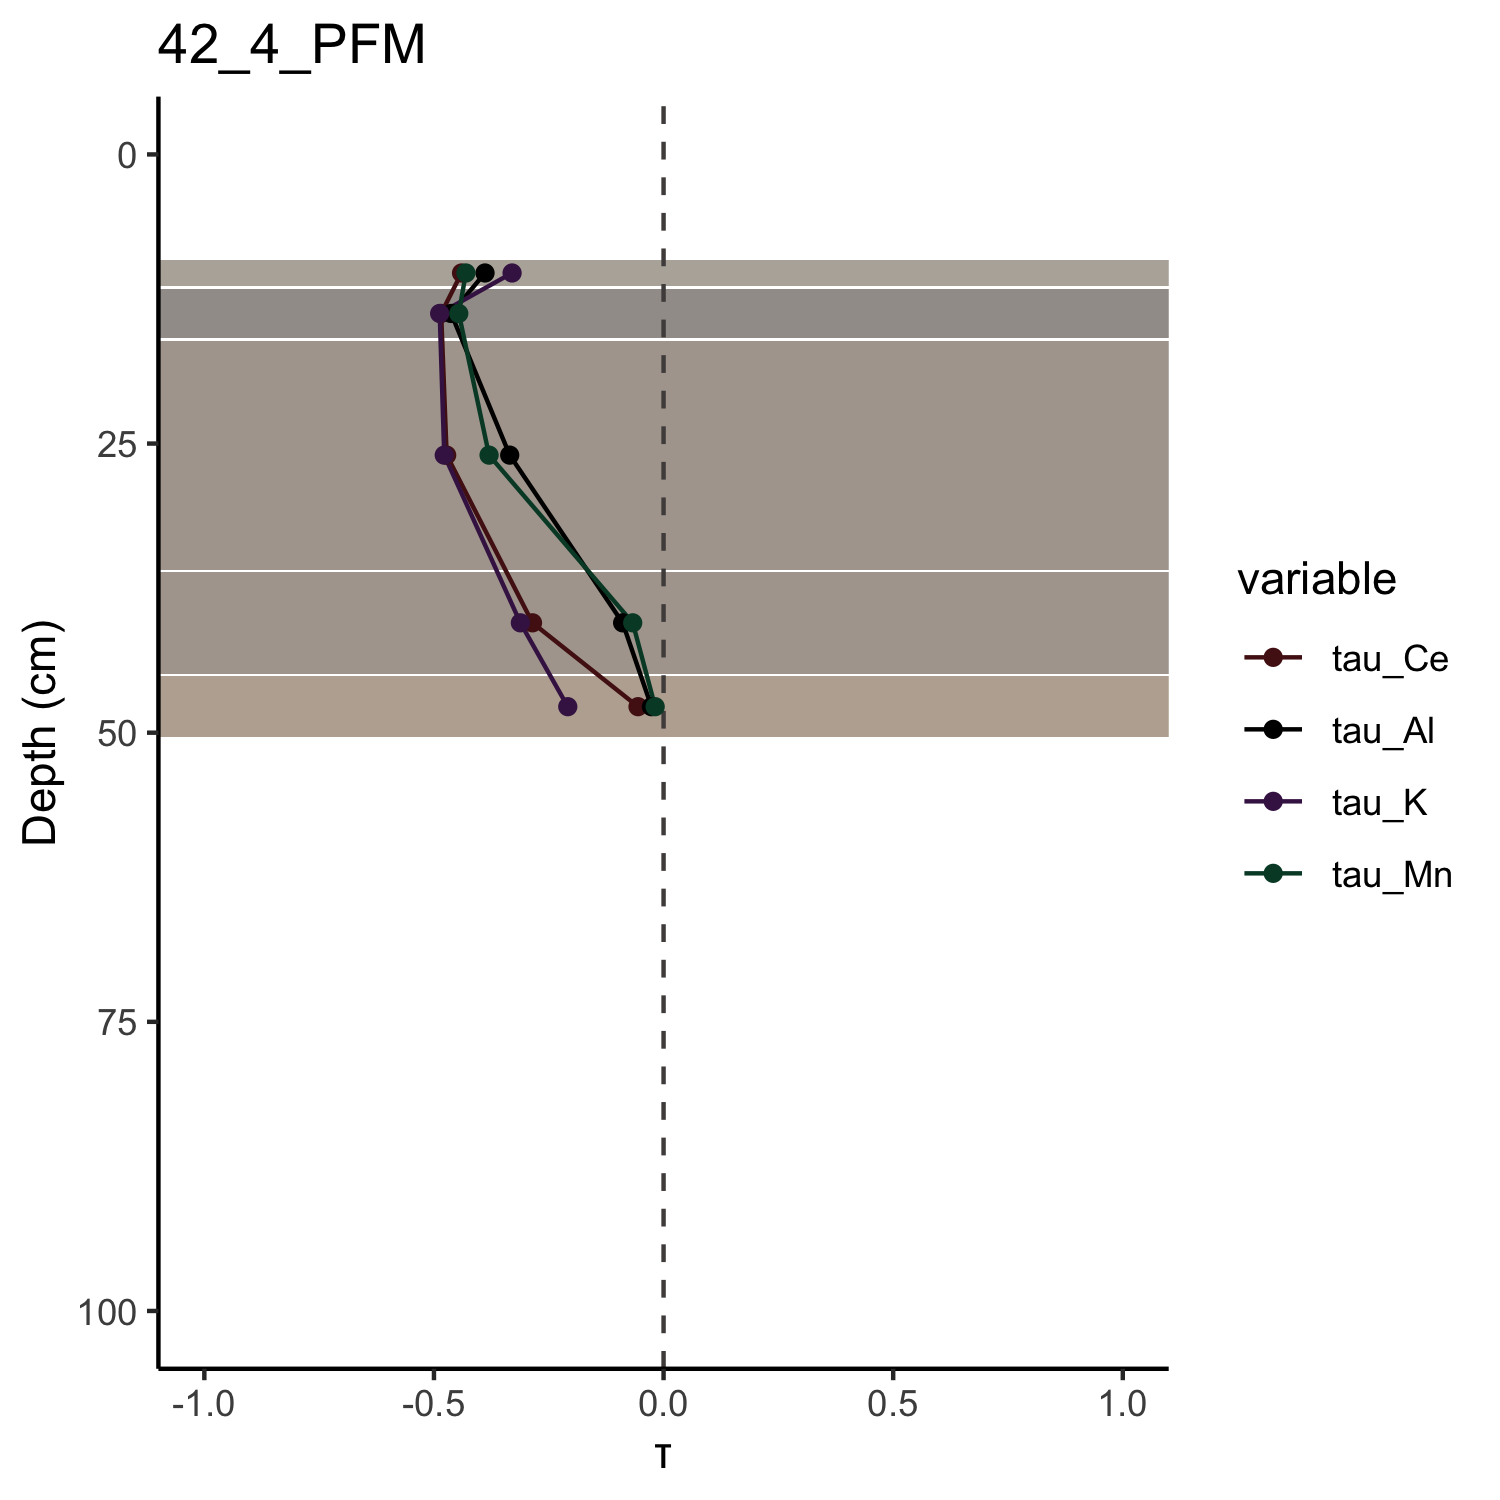 42_4_PFM
0
25
50
75
100
Depth (cm)
-1.0
-0.5
0.0
0.5
1.0
τ
variable
tau_Ce
tau_Al
tau_K
tau_Mn